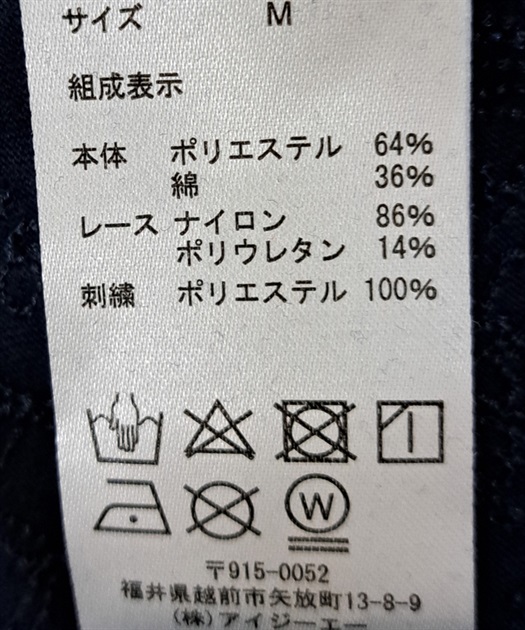 サイズ M
組成表示
本体 ポリエステル 64%
綿 36%
レース ナイロン 86%
ポリウレタン 14%
刺繍 ポリエステル 100%
W
〒915-0052
福井県越前市矢放町13-8-9
(株)アイジーエー